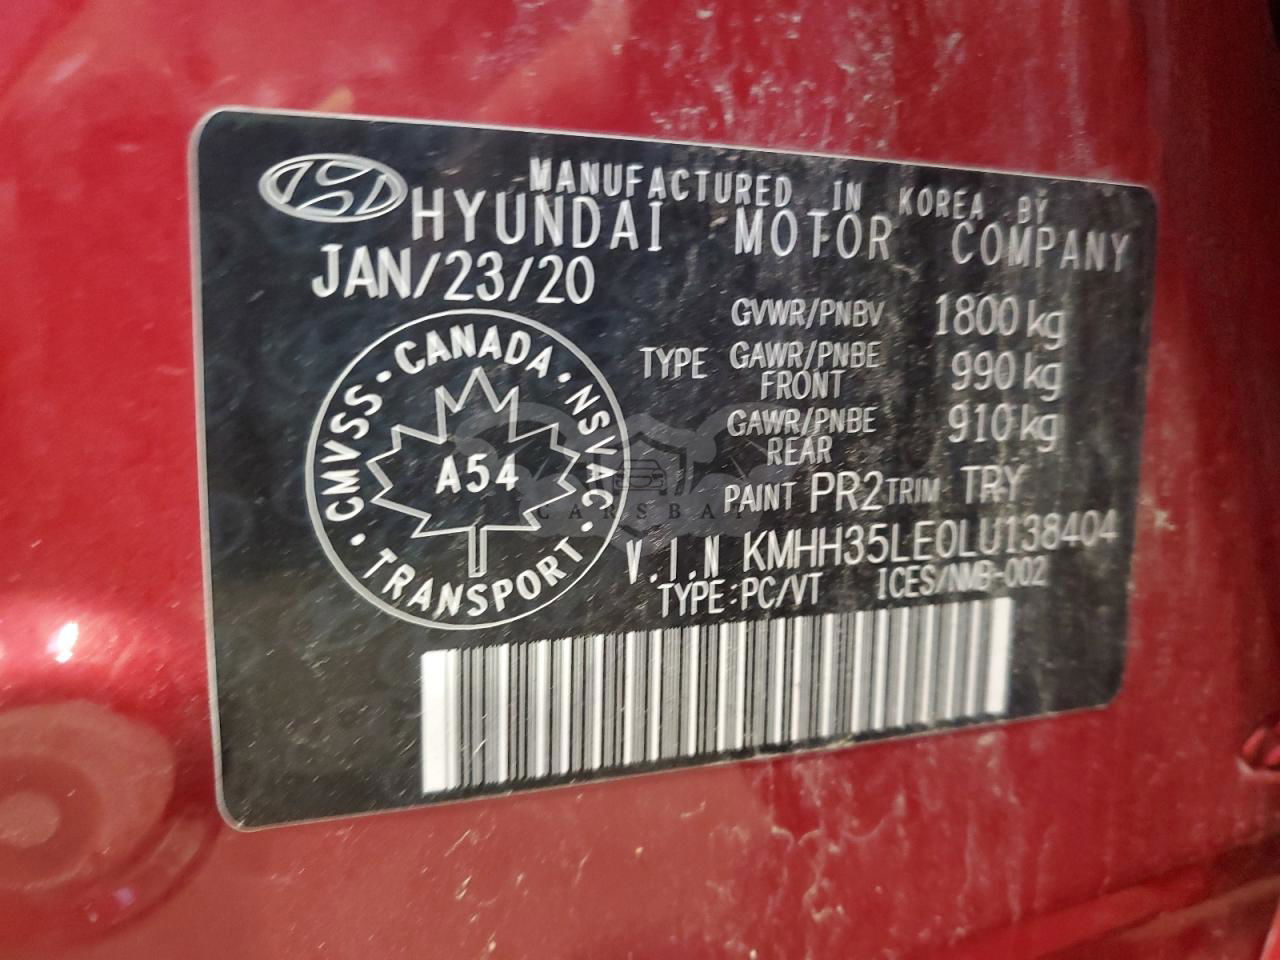 MANUFACTURED IN KOREA BY
HYUNDAI MOTOR COMPANY
JAN/23/20
GVWR/PNBV 1800 kg
TYPE GAWR/PNBE FRONT 990 kg
GAWR/PNBE REAR 910 kg
PAINT PR2 TRIM TRY
V.I.N KMHH35LE0LU138404
TYPE:PC/VT ICES/NMB-002
CMVSS · CANADA · NSVAC · TRANSPORT ·
A54
CARSBAT